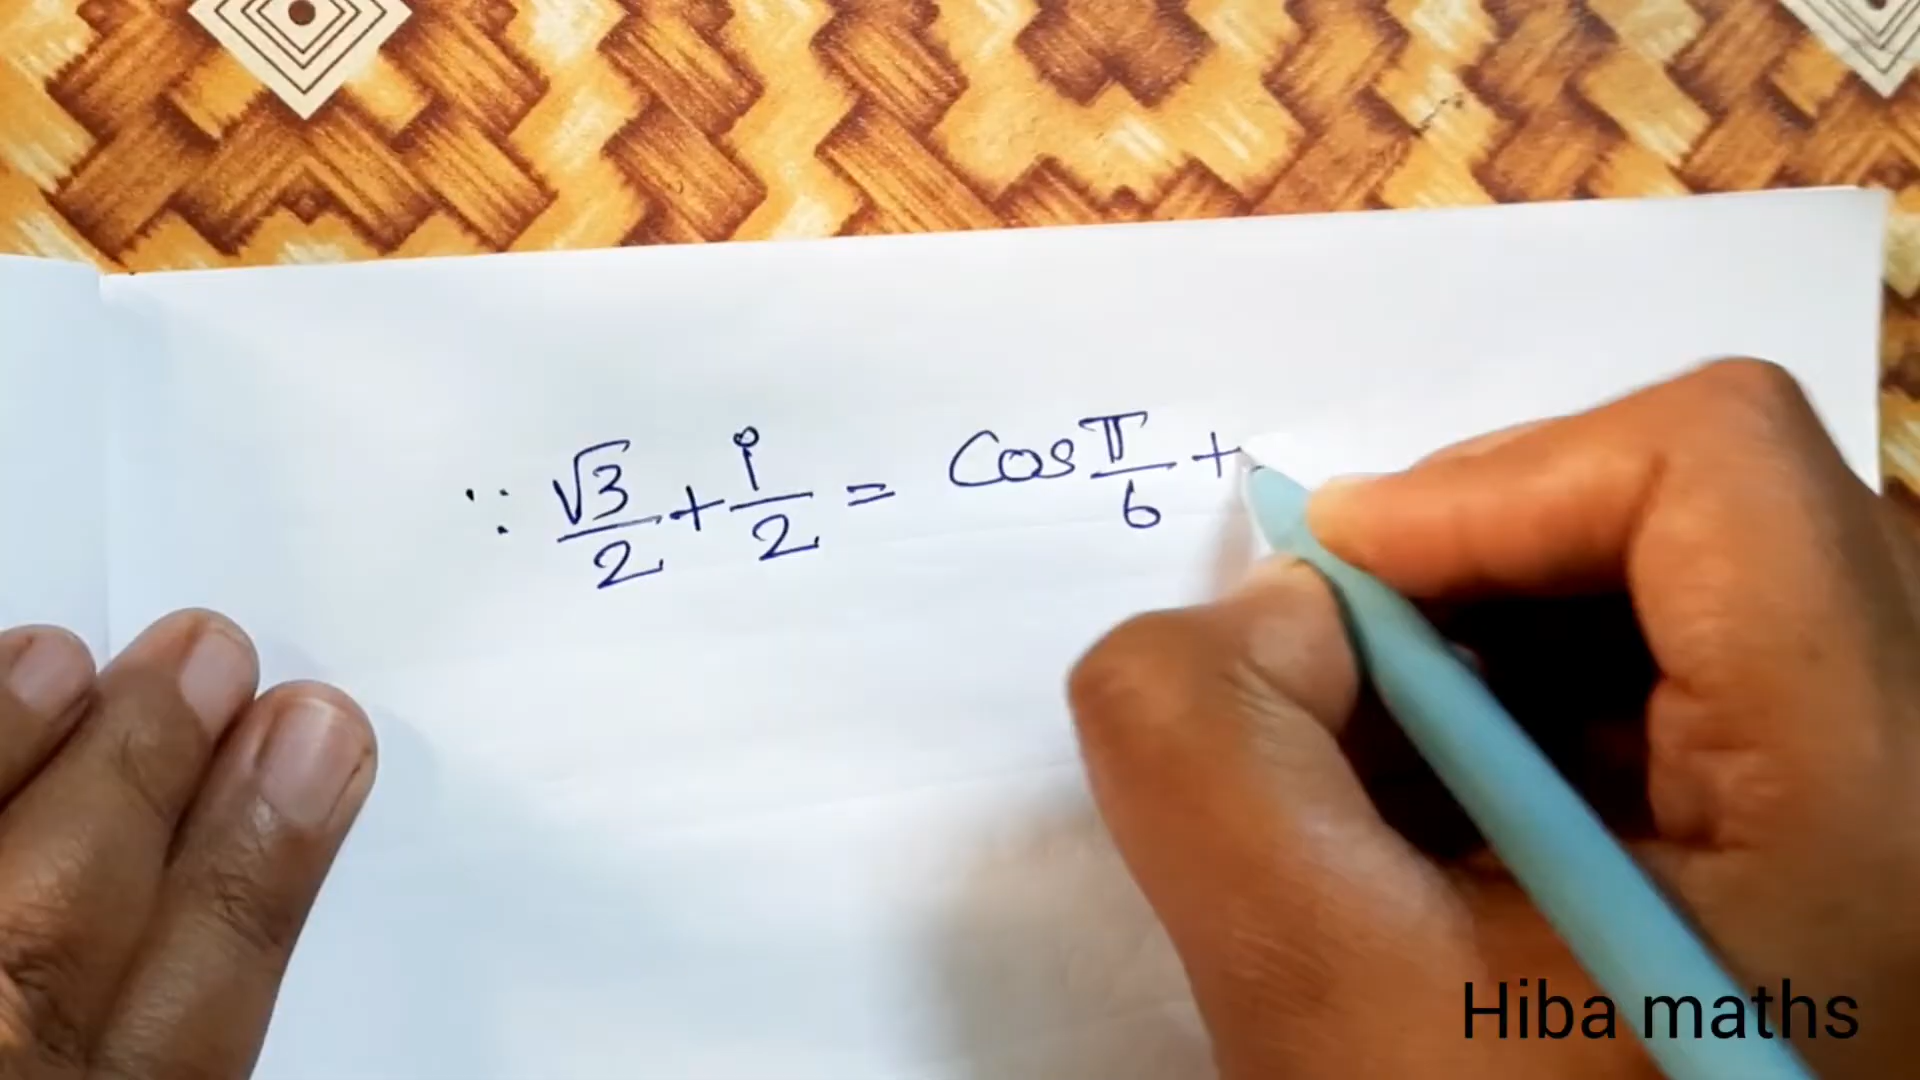 ∵ √3/2 + i/2 = Cos π/6 +
Hiba maths